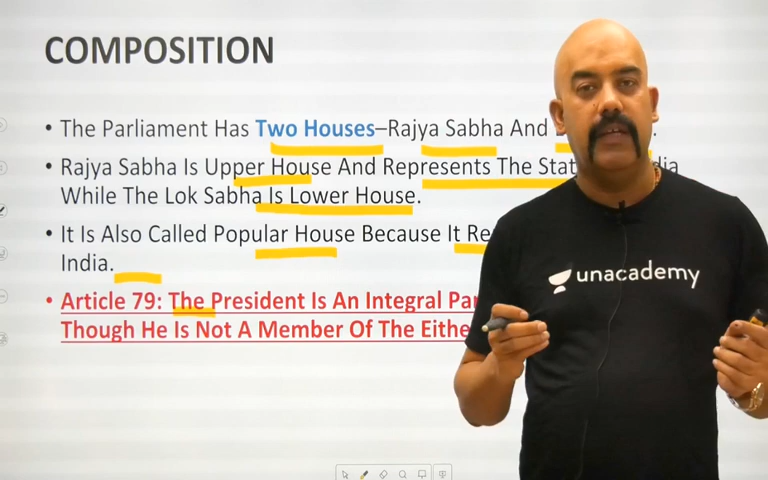 COMPOSITION
• The Parliament Has Two Houses–Rajya Sabha And
• Rajya Sabha Is Upper House And Represents The Stat
While The Lok Sabha Is Lower House.
• It Is Also Called Popular House Because It Re
India.
• Article 79: The President Is An Integral Par
Though He Is Not A Member Of The Eithe
unacademy